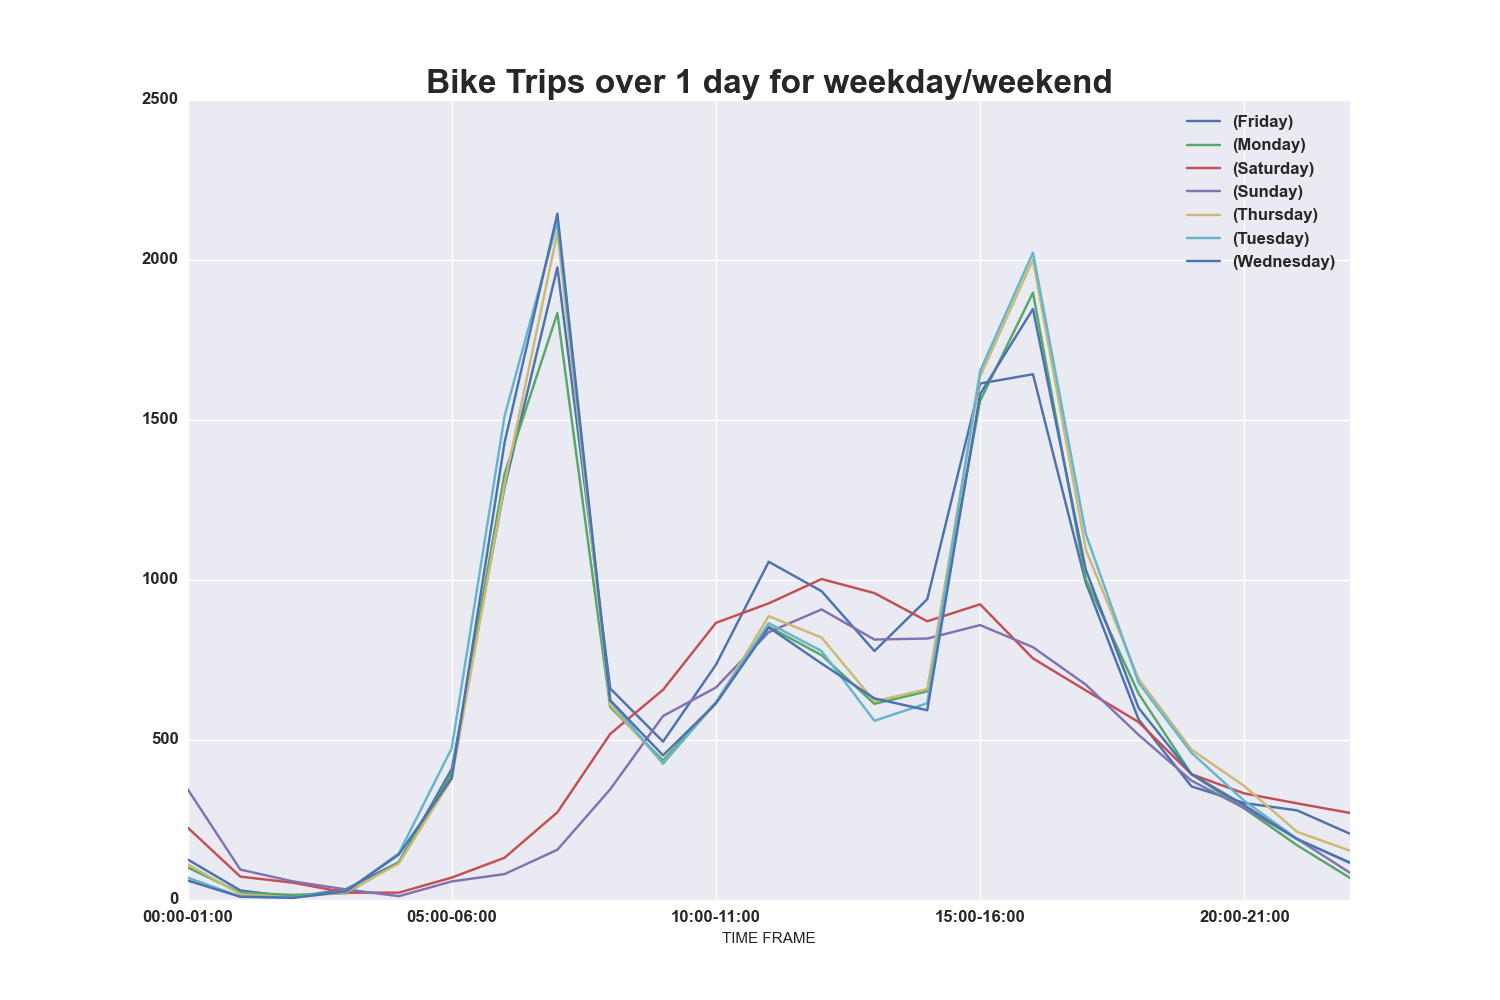 Bike Trips over 1 day for weekday/weekend
2500
2000
1500
1000
500
0
(Friday)
(Monday)
(Saturday)
(Sunday)
(Thursday)
(Tuesday)
(Wednesday)
00:00-01:00 05:00-06:00 10:00-11:00 15:00-16:00 20:00-21:00
TIME FRAME